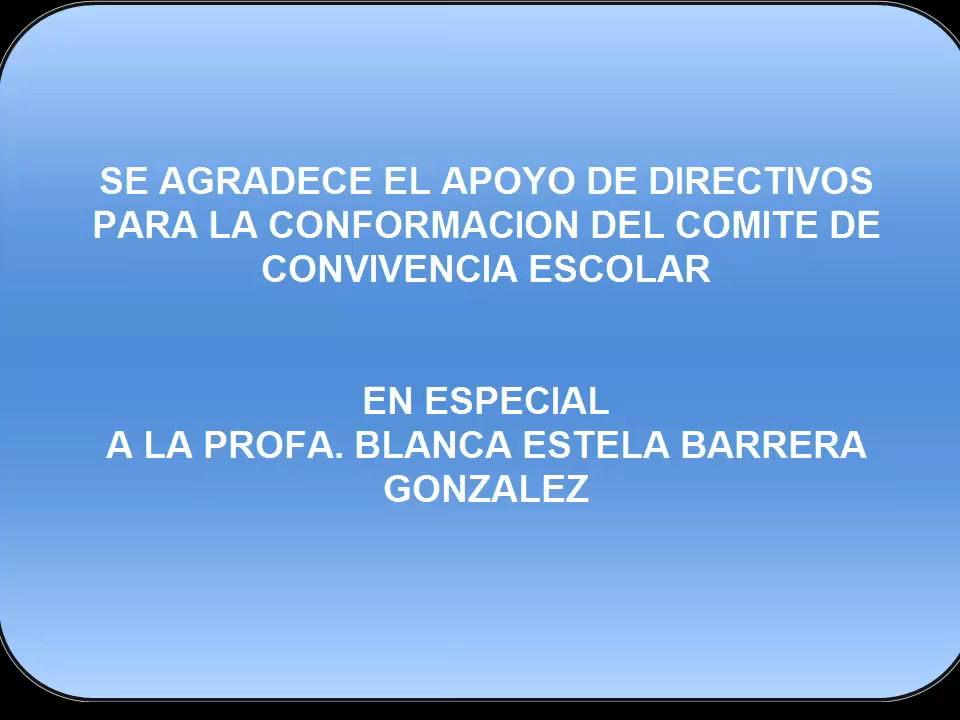 SE AGRADECE EL APOYO DE DIRECTIVOS
PARA LA CONFORMACION DEL COMITE DE
CONVIVENCIA ESCOLAR
EN ESPECIAL
A LA PROFA. BLANCA ESTELA BARRERA
GONZALEZ